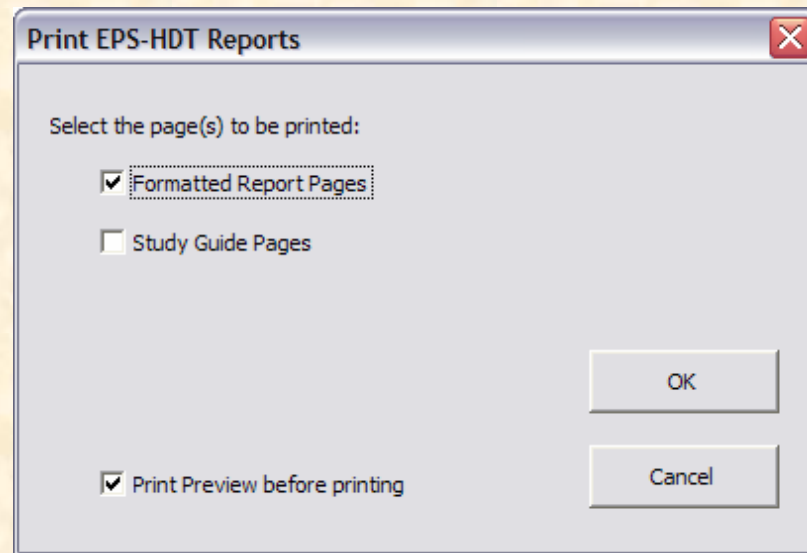 Print EPS-HDT Reports
Select the page(s) to be printed:
Formatted Report Pages
Study Guide Pages
OK
Cancel
Print Preview before printing